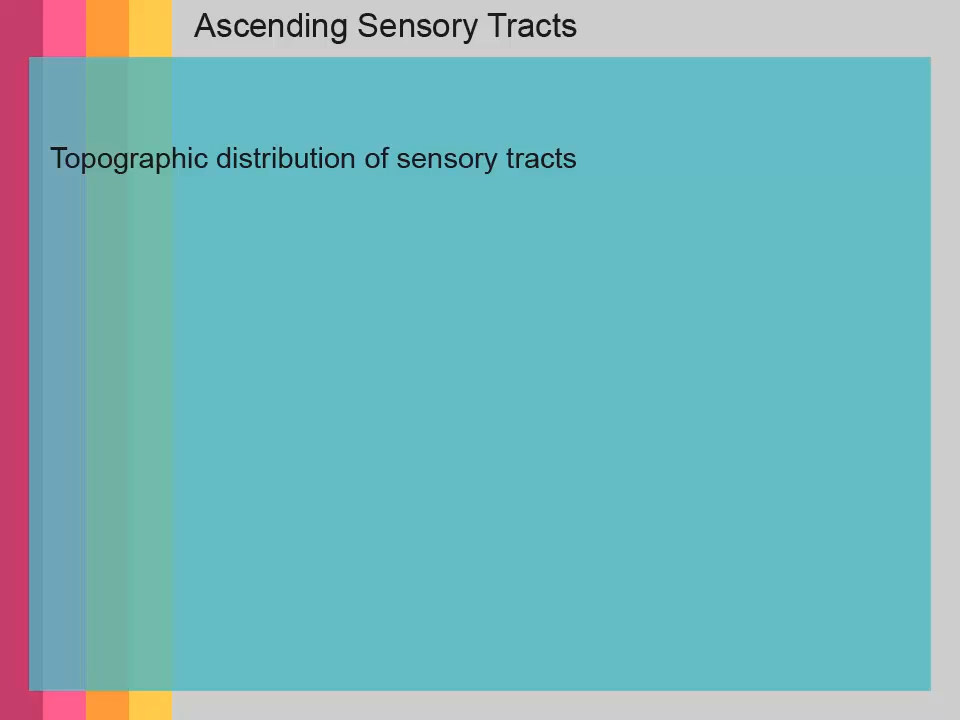 Ascending Sensory Tracts
Topographic distribution of sensory tracts